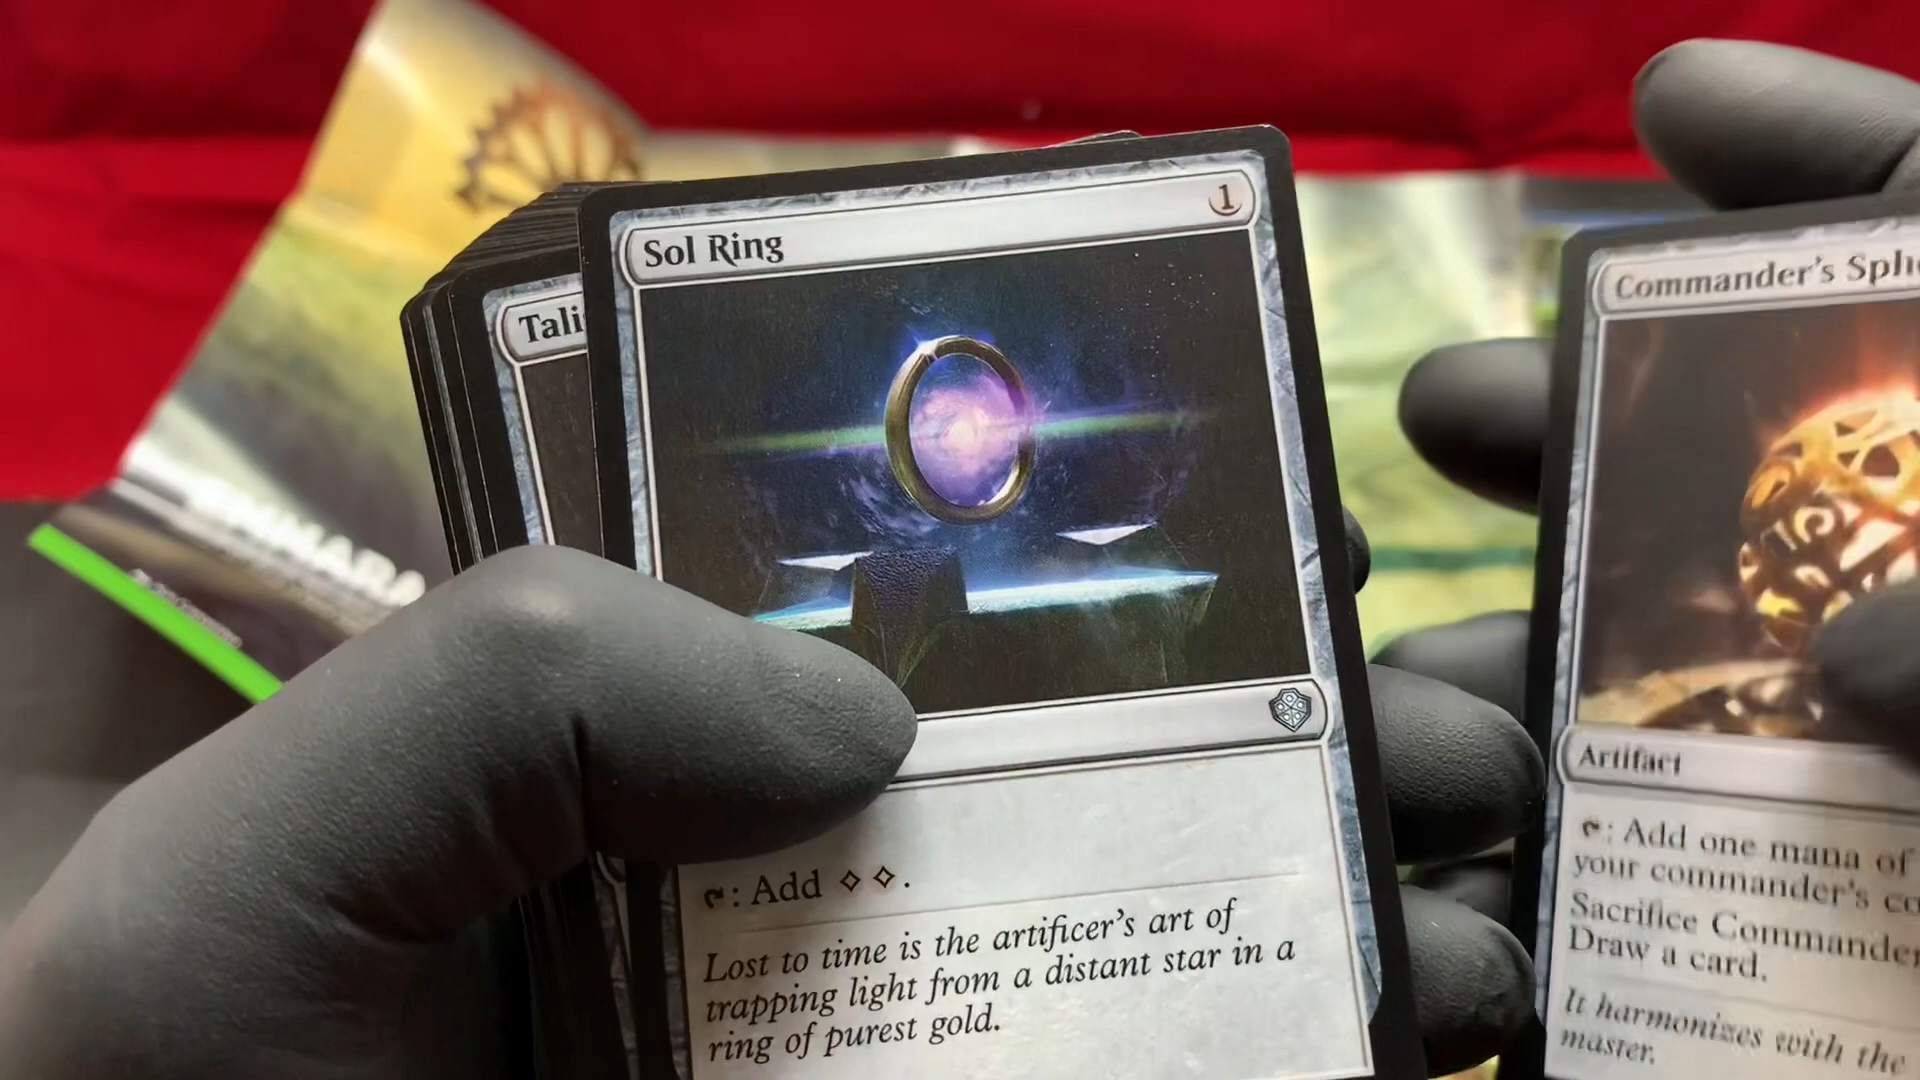 Sol Ring
1
Tali
: Add
.
Lost to time is the artificer's art of
trapping light from a distant star in a
ring of purest gold.
Commander's Sph
Artifact
: Add one mana of
your commander's co
Sacrifice Commander
Draw a card.
It harmonizes with the
master.